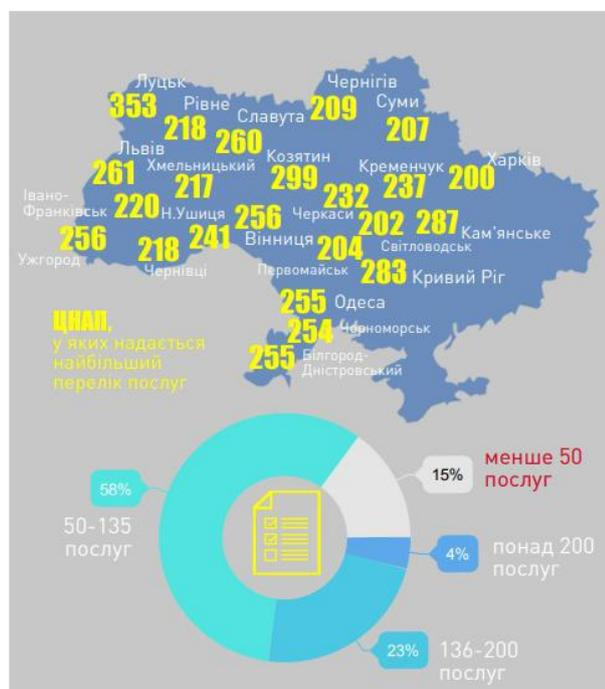 Луцьк
353
Рівне
218
Славута
260
Чернігів
209
Суми
207
Львів
261
Хмельницький
217
Козятин
299
Кременчук
237
Харків
200
Івано-
Франківськ
220
Н.Ушиця
241
256
Вінниця
232
Черкаси
202
Світловодськ
287
Кам'янське
256
Ужгород
218
Чернівці
204
Первомайськ
283
Кривий Ріг
255
Одеса
254
Чорноморськ
255
Білгород-
Дністровський
ЦНАП,
у яких надається
найбільший
перелік послуг
58%
50-135
послуг
15%
менше 50
послуг
4%
понад 200
послуг
23%
136-200
послуг